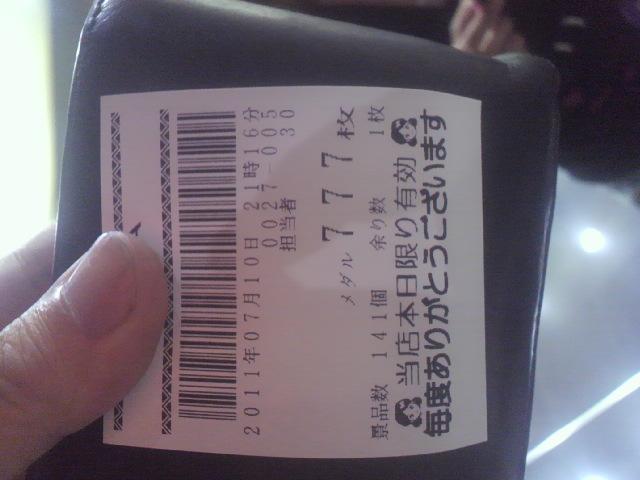 2011年07月10日 21時16分
0027-0005
担当者 30
メダル 777枚
景品数 141個 余り数 1枚
当店本日限り有効
毎度ありがとうございます